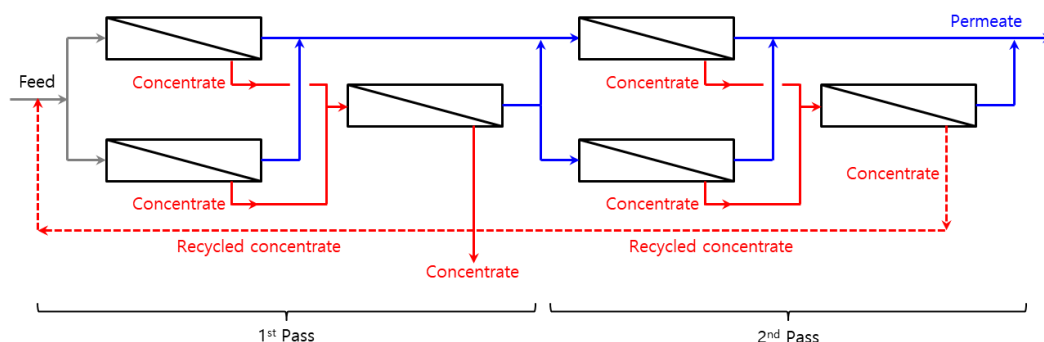 Permeate
Feed
Concentrate
Concentrate
Concentrate
Concentrate
Concentrate
Recycled concentrate
Recycled concentrate
Concentrate
1st Pass
2nd Pass